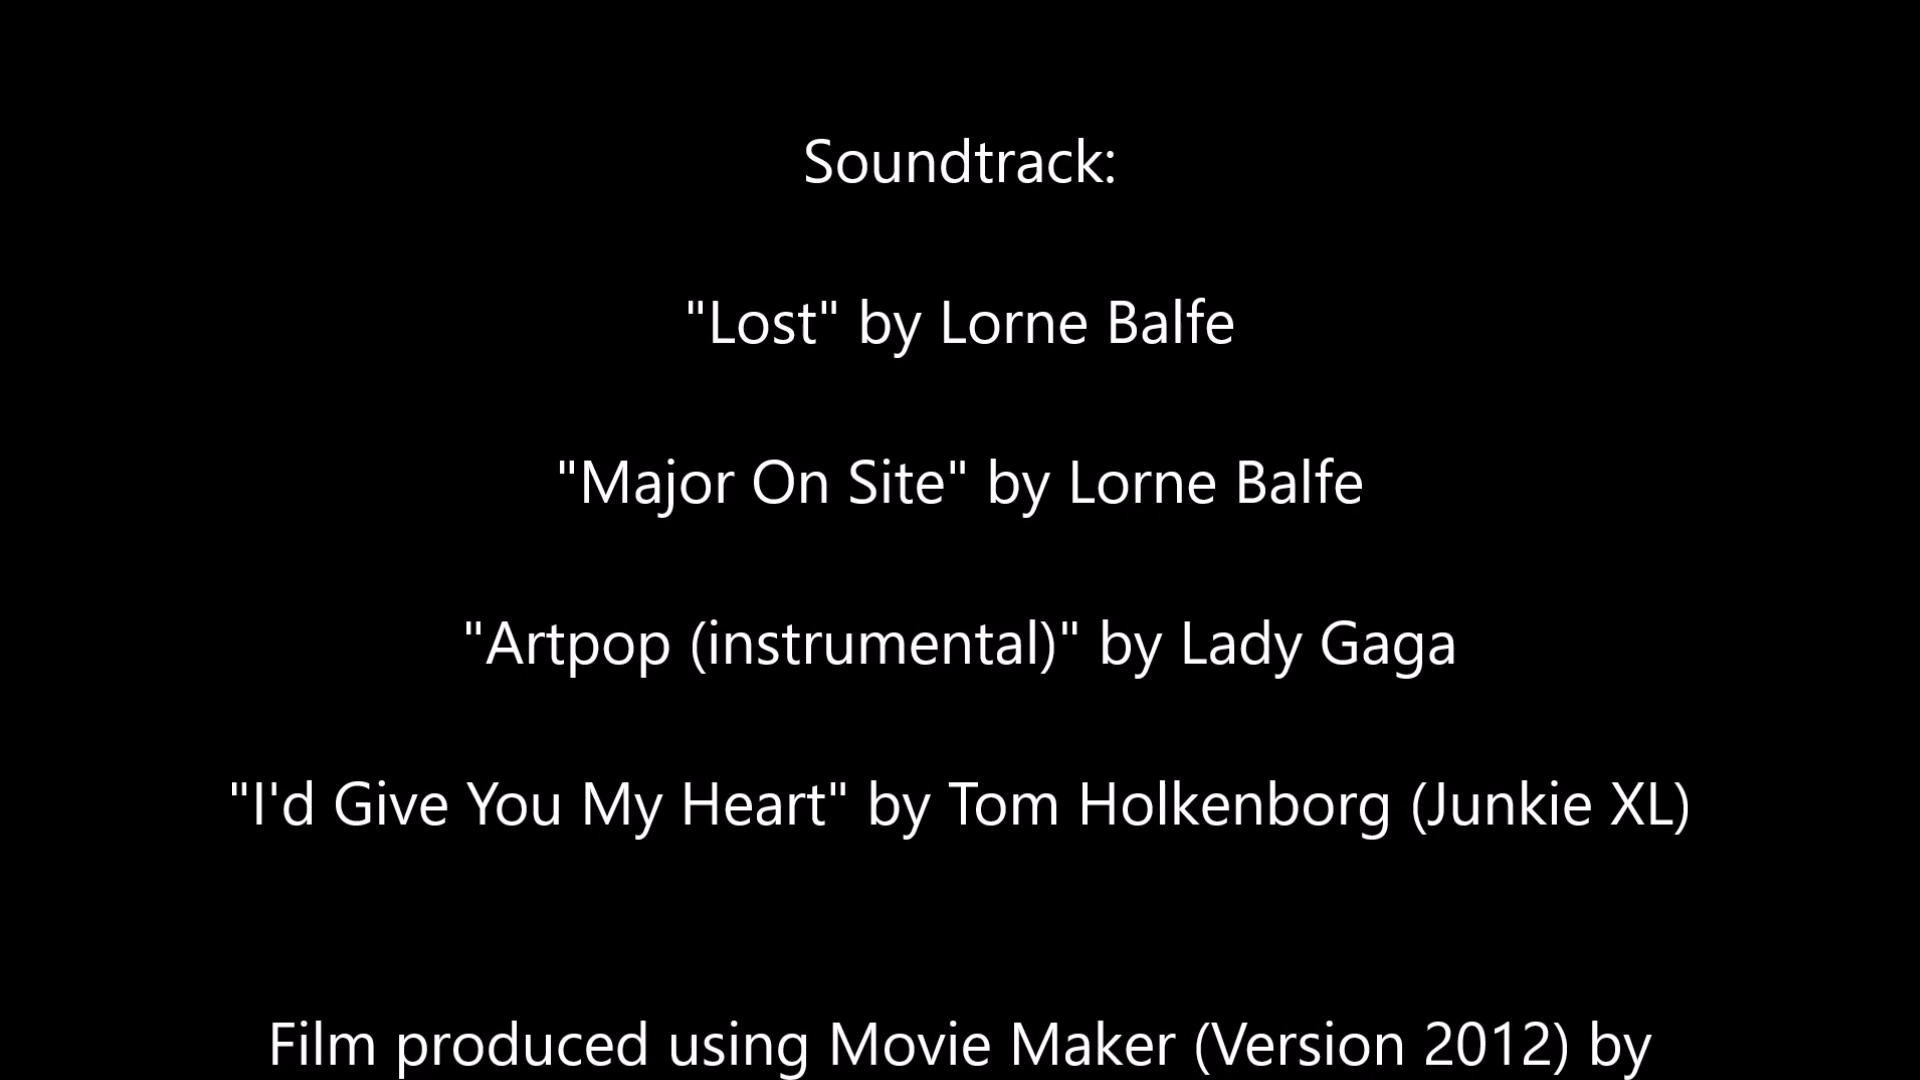 Soundtrack:
"Lost" by Lorne Balfe
"Major On Site" by Lorne Balfe
"Artpop (instrumental)" by Lady Gaga
"I'd Give You My Heart" by Tom Holkenborg (Junkie XL)
Film produced using Movie Maker (Version 2012) by